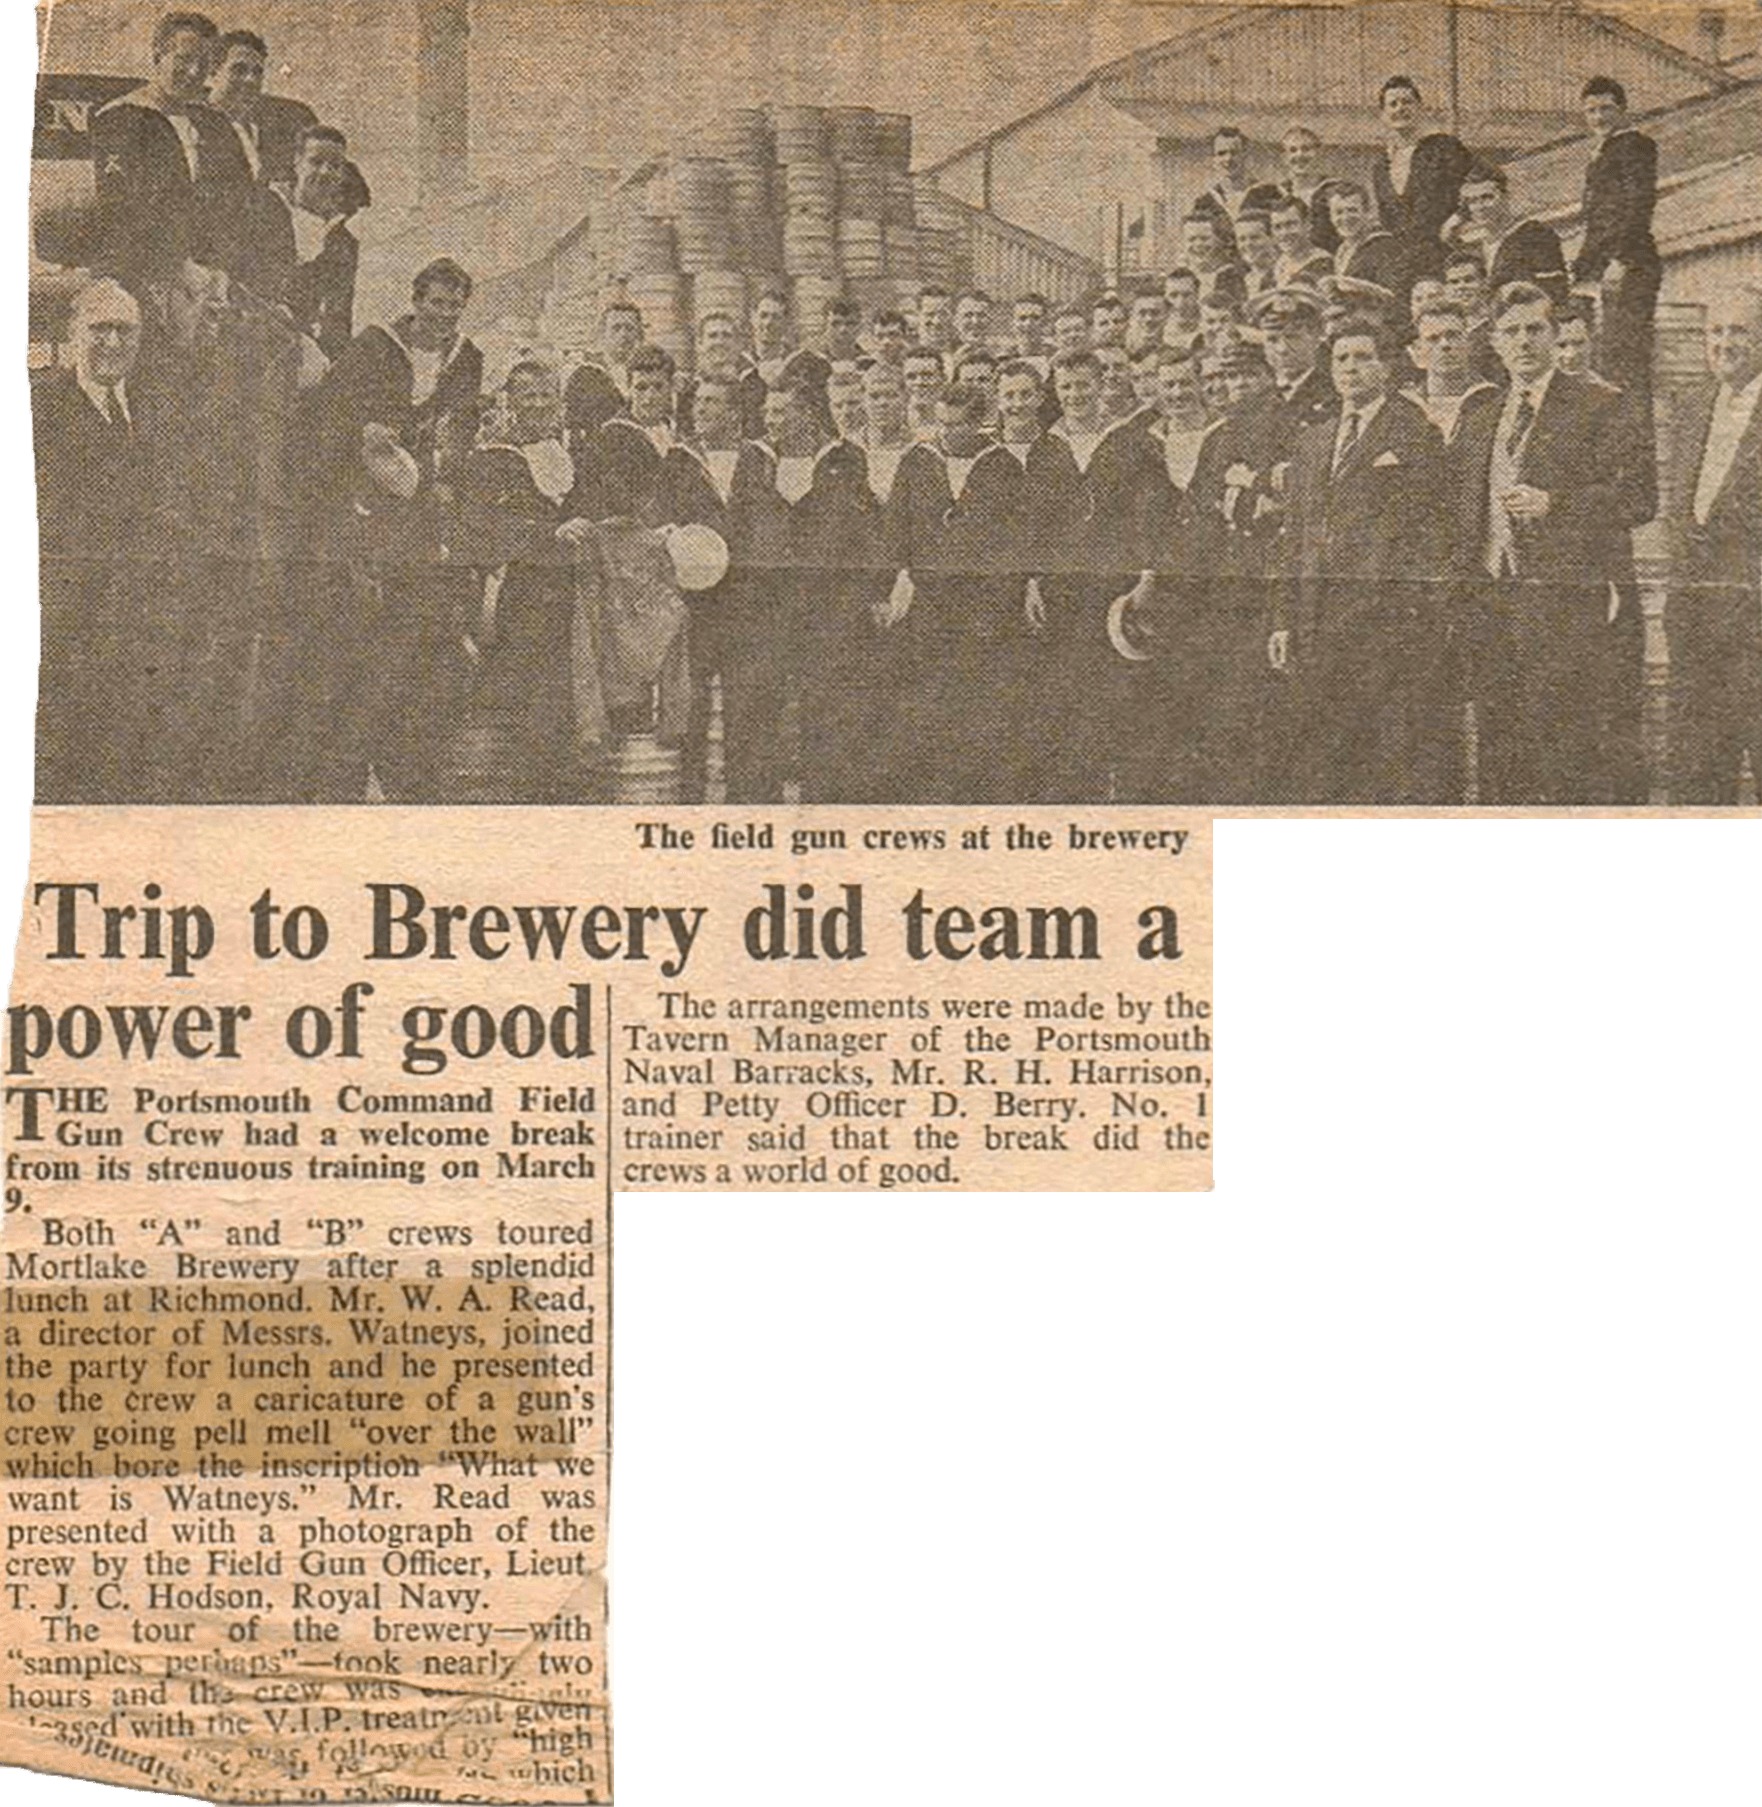 N
The field gun crews at the brewery
Trip to Brewery did team a
power of good
THE Portsmouth Command Field
Gun Crew had a welcome break
from its strenuous training on March
9.
Both “A” and “B” crews toured
Mortlake Brewery after a splendid
lunch at Richmond. Mr. W. A. Read,
a director of Messrs. Watneys, joined
the party for lunch and he presented
to the crew a caricature of a gun's
crew going pell mell “over the wall”
which bore the inscription “What we
want is Watneys.” Mr. Read was
presented with a photograph of the
crew by the Field Gun Officer, Lieut.
T. J. C. Hodson, Royal Navy.
The tour of the brewery—with
“samples perhaps”—took nearly two
hours and the crew was
with the V.I.P. treatment given
was followed by “high
which
The arrangements were made by the
Tavern Manager of the Portsmouth
Naval Barracks, Mr. R. H. Harrison,
and Petty Officer D. Berry. No. 1
trainer said that the break did the
crews a world of good.